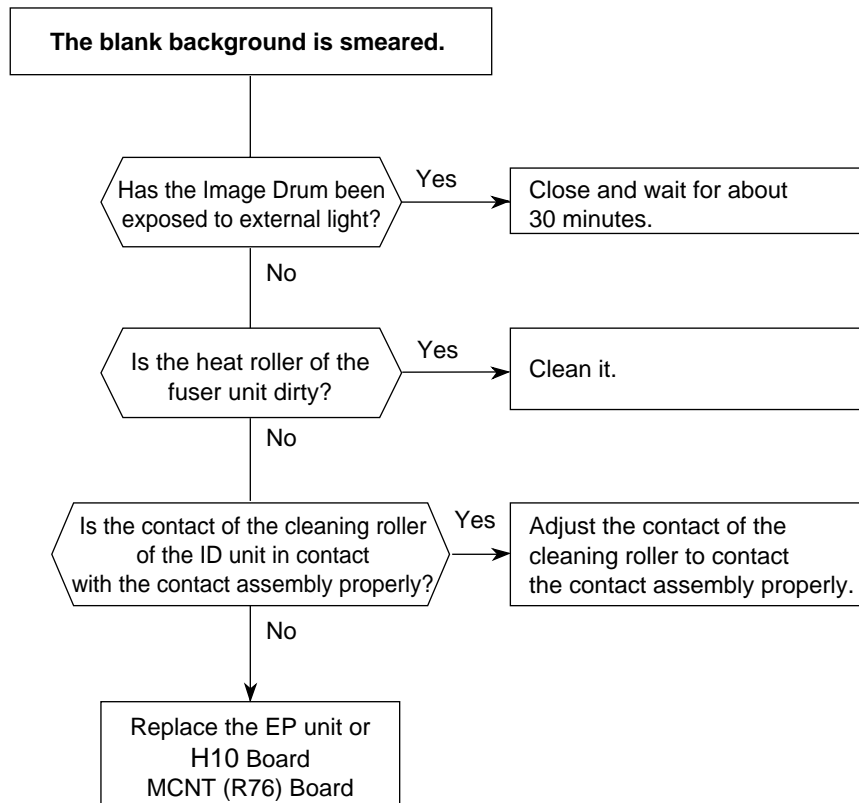 The blank background is smeared.
Has the Image Drum been
exposed to external light?
Yes
Close and wait for about
30 minutes.
No
Is the heat roller of the
fuser unit dirty?
Yes
Clean it.
No
Is the contact of the cleaning roller
of the ID unit in contact
with the contact assembly properly?
Yes
Adjust the contact of the
cleaning roller to contact
the contact assembly properly.
No
Replace the EP unit or
H10 Board
MCNT (R76) Board